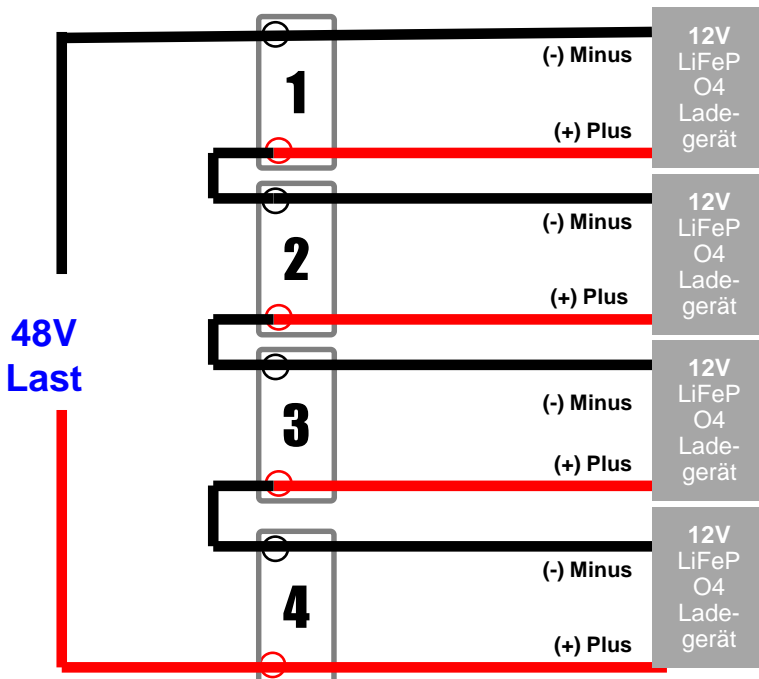 (-) Minus
12V
LiFeP
O4
Lade-
gerät
1
(+) Plus
(-) Minus
12V
LiFeP
O4
Lade-
gerät
2
(+) Plus
48V
Last
(-) Minus
12V
LiFeP
O4
Lade-
gerät
3
(+) Plus
(-) Minus
12V
LiFeP
O4
Lade-
gerät
4
(+) Plus